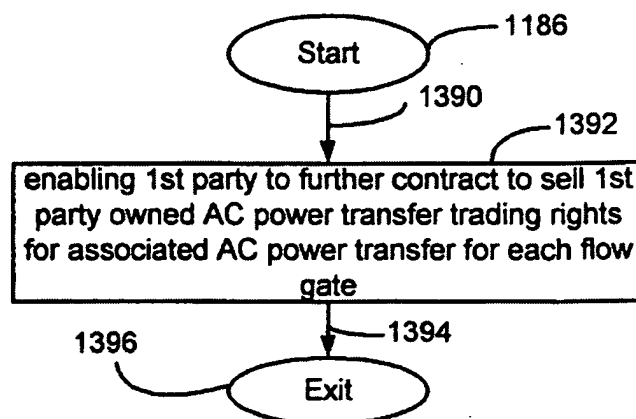 1186
Start
1390
1392
enabling 1st party to further contract to sell 1st
party owned AC power transfer trading rights
for associated AC power transfer for each flow
gate
1394
1396
Exit